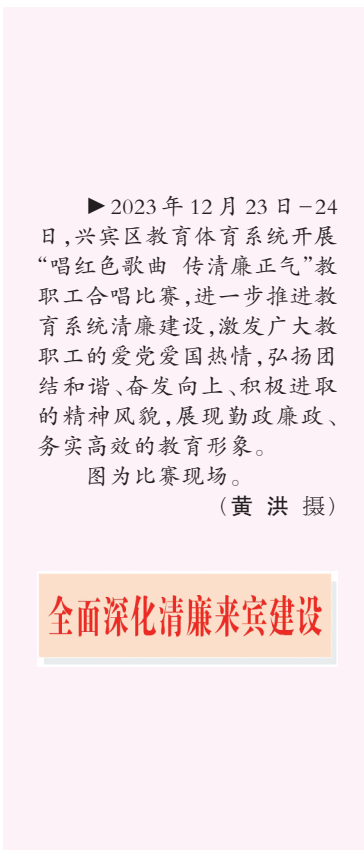 ▶2023年12月23日-24
日,兴宾区教育体育系统开展
“唱红色歌曲 传清廉正气”教
职工合唱比赛,进一步推进教
育系统清廉建设,激发广大教
职工的爱党爱国热情,弘扬团
结和谐、奋发向上、积极进取
的精神风貌,展现勤政廉政、
务实高效的教育形象。
图为比赛现场。
(黄 洪 摄)
全面深化清廉来宾建设